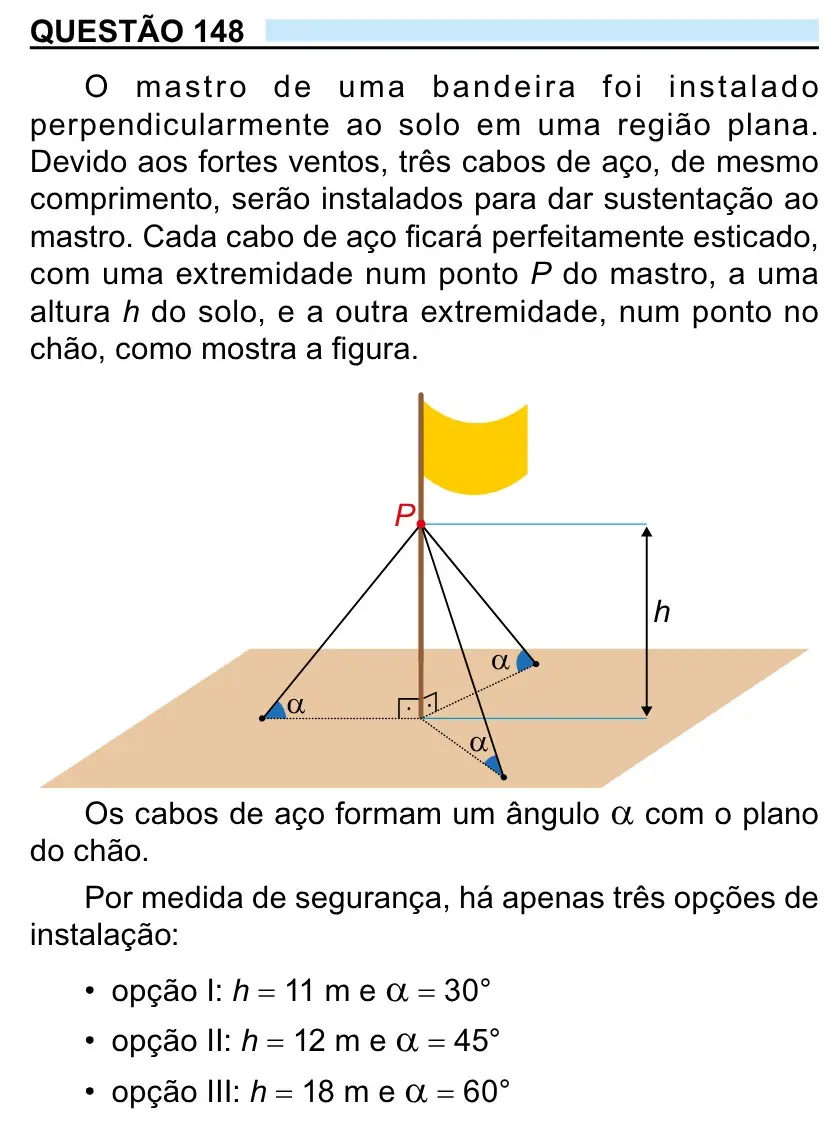 QUESTÃO 148
O mastro de uma bandeira foi instalado
perpendicularmente ao solo em uma região plana.
Devido aos fortes ventos, três cabos de aço, de mesmo
comprimento, serão instalados para dar sustentação ao
mastro. Cada cabo de aço ficará perfeitamente esticado,
com uma extremidade num ponto P do mastro, a uma
altura h do solo, e a outra extremidade, num ponto no
chão, como mostra a figura.
P
h
α
α
α
Os cabos de aço formam um ângulo α com o plano
do chão.
Por medida de segurança, há apenas três opções de
instalação:
• opção I: h = 11 m e α = 30°
• opção II: h = 12 m e α = 45°
• opção III: h = 18 m e α = 60°